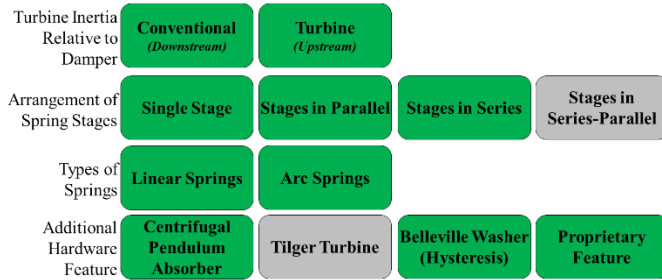 Turbine Inertia
Relative to
Damper
Conventional
(Downstream)
Turbine
(Upstream)
Arrangement of
Spring Stages
Single Stage
Stages in Parallel
Stages in Series
Stages in
Series-Parallel
Types of
Springs
Linear Springs
Arc Springs
Additional
Hardware
Feature
Centrifugal
Pendulum
Absorber
Tilger Turbine
Belleville Washer
(Hysteresis)
Proprietary
Feature